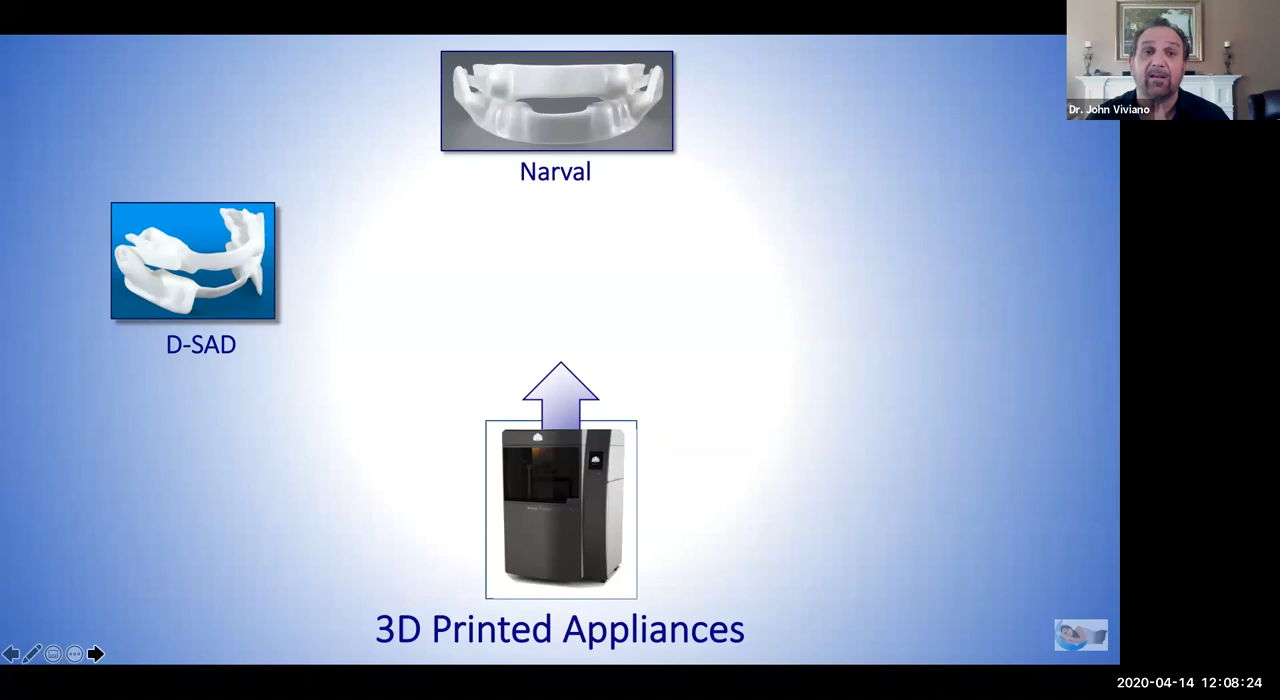 Dr. John Viviano
Narval
D-SAD
3D Printed Appliances
2020-04-14 12:08:24